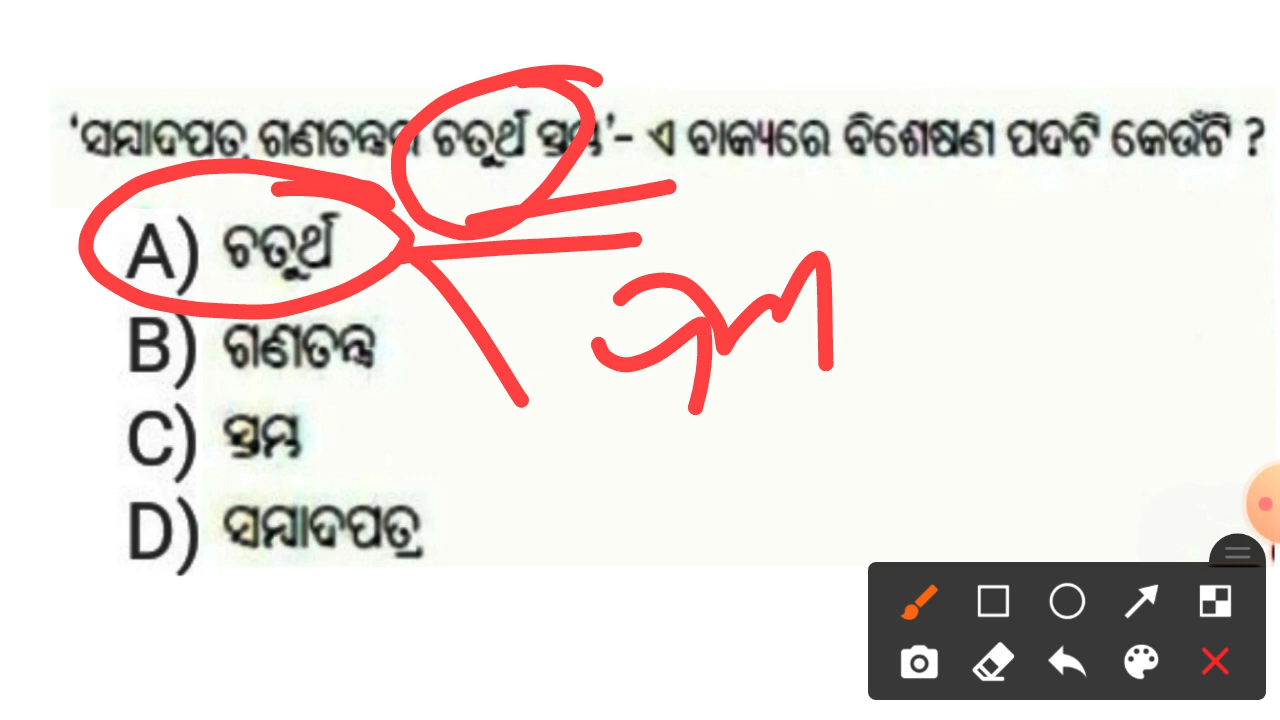 'ସମ୍ବାଦପତ୍ର ଗଣତନ୍ତ୍ରର ଚତୁର୍ଥ ସ୍ତମ୍ଭ'- ଏ ବାକ୍ୟରେ ବିଶେଷଣ ପଦଟି କେଉଁଟି ?
A) ଚତୁର୍ଥ
B) ଗଣତନ୍ତ୍ର
C) ସ୍ତମ୍ଭ
D) ସମ୍ବାଦପତ୍ର